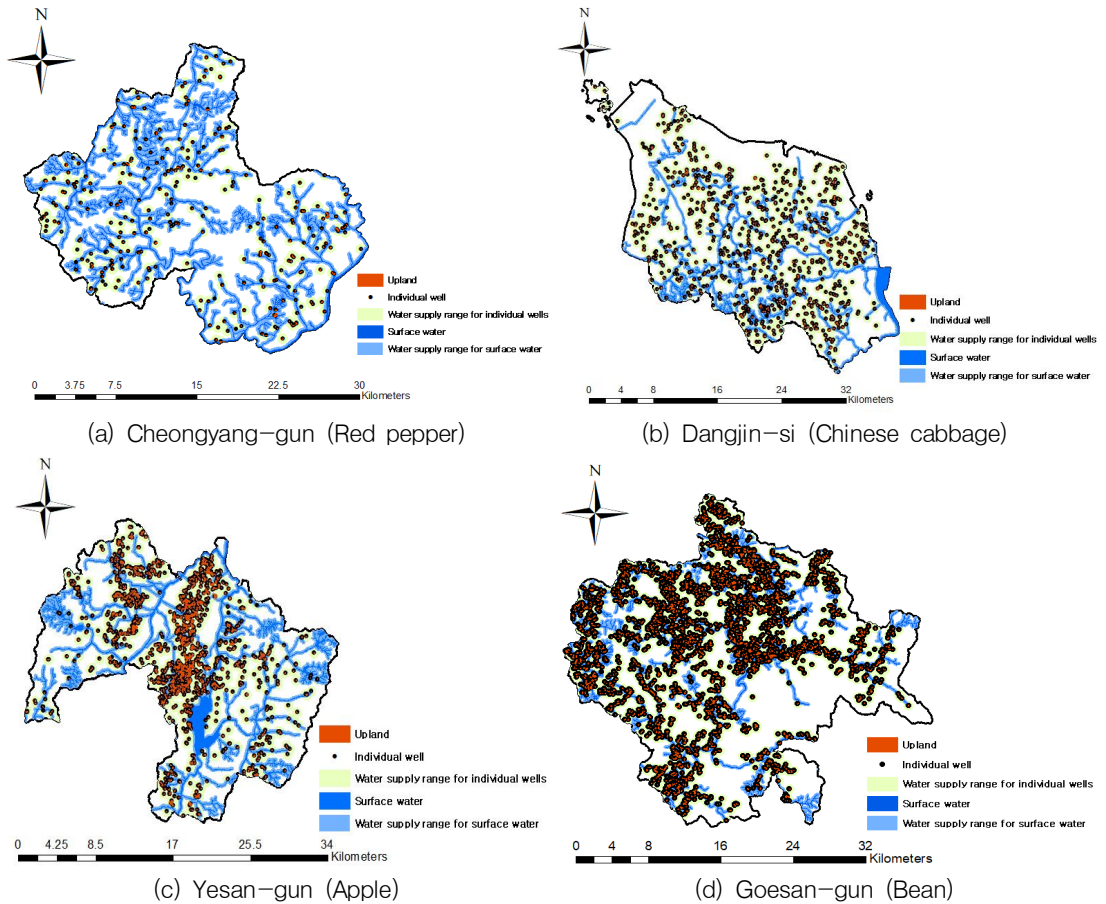 N
Upland
Individual well
Water supply range for individual wells
Surface water
Water supply range for surface water
0 3.75 7.5 15 22.5 30
Kilometers
(a) Cheongyang-gun (Red pepper)
N
Upland
Individual well
Water supply range for individual wells
Surface water
Water supply range for surface water
0 4 8 16 24 32
Kilometers
(b) Dangjin-si (Chinese cabbage)
N
Upland
Individual well
Water supply range for individual wells
Surface water
Water supply range for surface water
0 4.25 8.5 17 25.5 34
Kilometers
(c) Yesan-gun (Apple)
N
Upland
Individual well
Water supply range for individual wells
Surface water
Water supply range for surface water
0 4 8 16 24 32
Kilometers
(d) Goesan-gun (Bean)